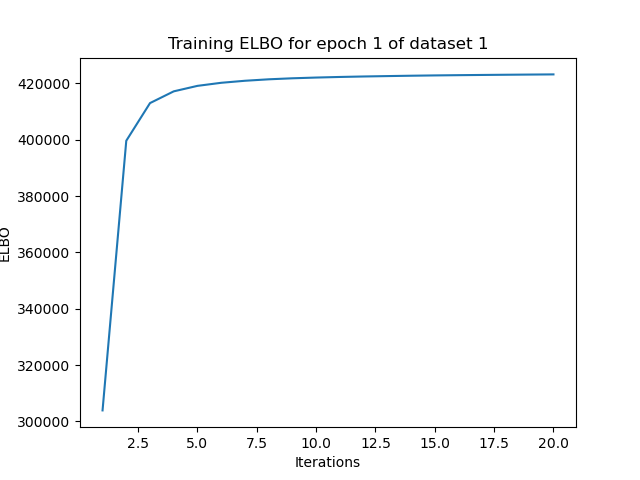 Training ELBO for epoch 1 of dataset 1
420000
400000
380000
360000
340000
320000
300000
ELBO
2.5 5.0 7.5 10.0 12.5 15.0 17.5 20.0
Iterations